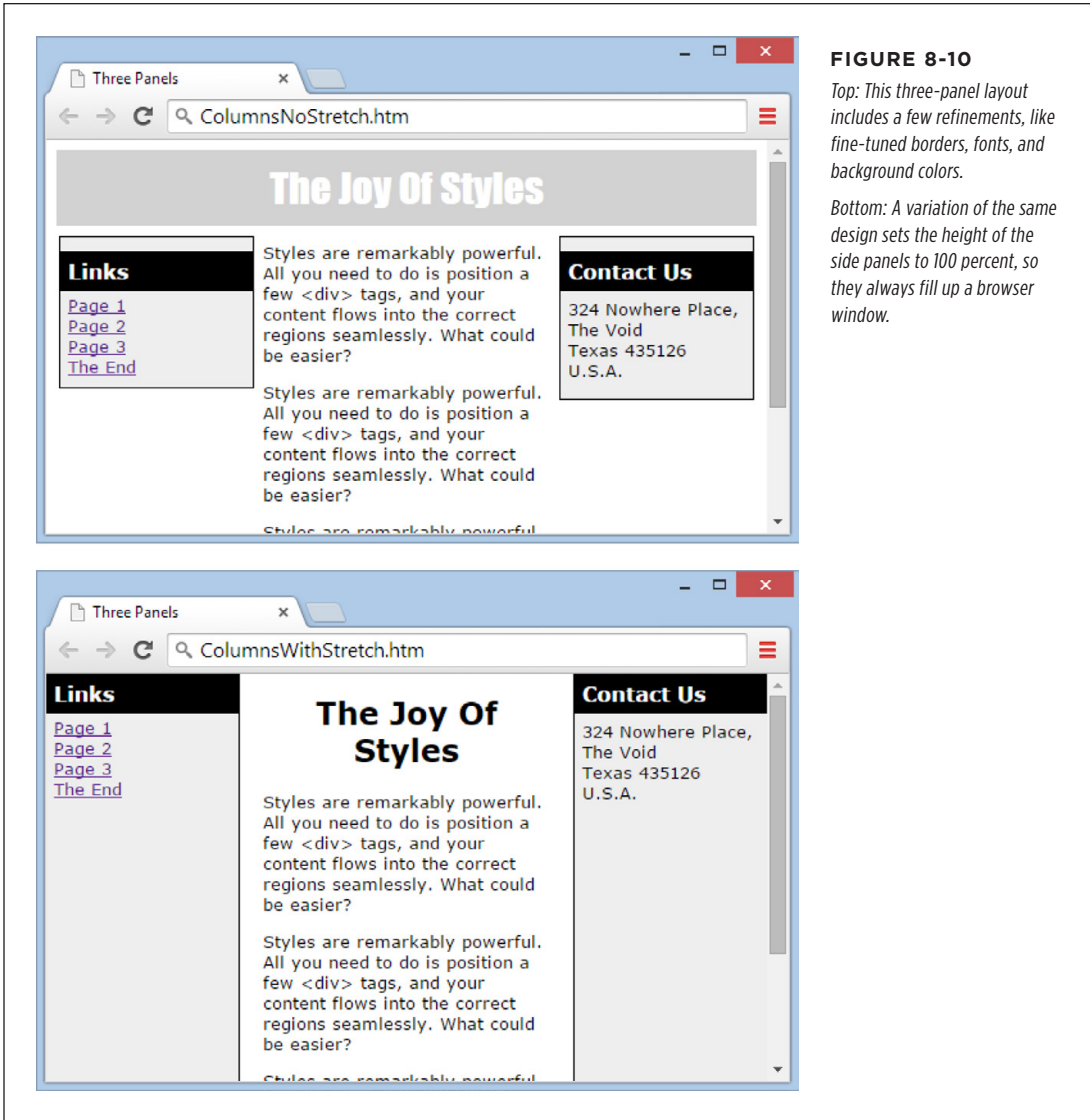 Three Panels
ColumnsNoStretch.htm
The Joy Of Styles
Links
Page 1
Page 2
Page 3
The End
Styles are remarkably powerful.
All you need to do is position a
few <div> tags, and your
content flows into the correct
regions seamlessly. What could
be easier?
Styles are remarkably powerful.
All you need to do is position a
few <div> tags, and your
content flows into the correct
regions seamlessly. What could
be easier?
Styles are remarkably powerful
Contact Us
324 Nowhere Place,
The Void
Texas 435126
U.S.A.
FIGURE 8-10
Top: This three-panel layout
includes a few refinements, like
fine-tuned borders, fonts, and
background colors.
Bottom: A variation of the same
design sets the height of the
side panels to 100 percent, so
they always fill up a browser
window.
Three Panels
ColumnsWithStretch.htm
Links
Page 1
Page 2
Page 3
The End
The Joy Of
Styles
Styles are remarkably powerful.
All you need to do is position a
few <div> tags, and your
content flows into the correct
regions seamlessly. What could
be easier?
Styles are remarkably powerful.
All you need to do is position a
few <div> tags, and your
content flows into the correct
regions seamlessly. What could
be easier?
Styles are remarkably powerful
Contact Us
324 Nowhere Place,
The Void
Texas 435126
U.S.A.